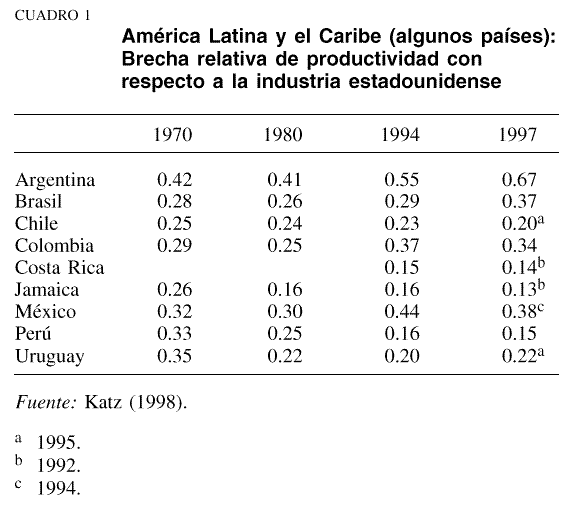 CUADRO 1
América Latina y el Caribe (algunos países):
Brecha relativa de productividad con
respecto a la industria estadounidense
1970 1980 1994 1997
Argentina 0.42 0.41 0.55 0.67
Brasil 0.28 0.26 0.29 0.37
Chile 0.25 0.24 0.23 0.20a
Colombia 0.29 0.25 0.37 0.34
Costa Rica 0.15 0.14b
Jamaica 0.26 0.16 0.16 0.13b
México 0.32 0.30 0.44 0.38c
Perú 0.33 0.25 0.16 0.15
Uruguay 0.35 0.22 0.20 0.22a
Fuente: Katz (1998).
a 1995.
b 1992.
c 1994.